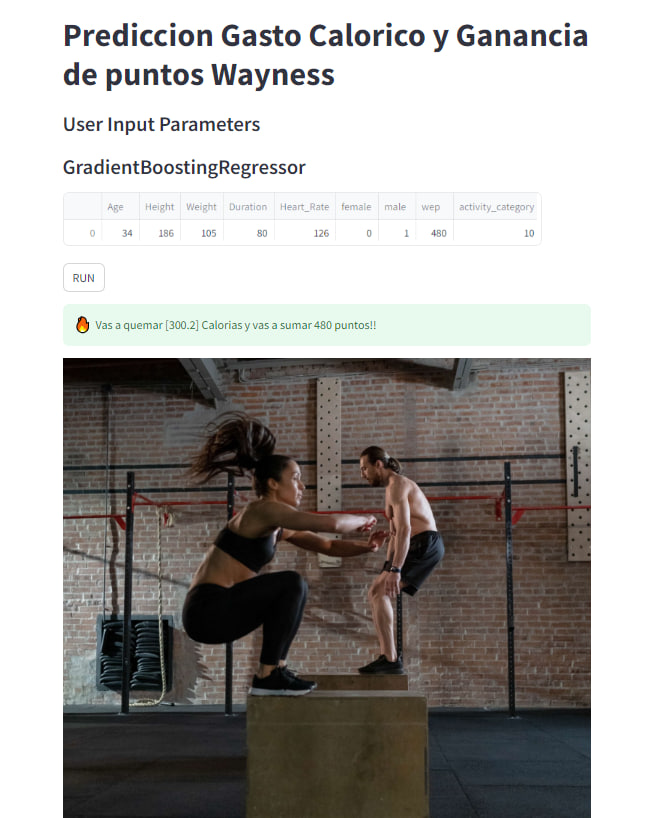 Prediccion Gasto Calorico y Ganancia
de puntos Wayness
User Input Parameters
GradientBoostingRegressor
Age Height Weight Duration Heart_Rate female male wep activity_category
0 34 186 105 80 126 0 1 480 10
RUN
🔥 Vas a quemar [300.2] Calorias y vas a sumar 480 puntos!!